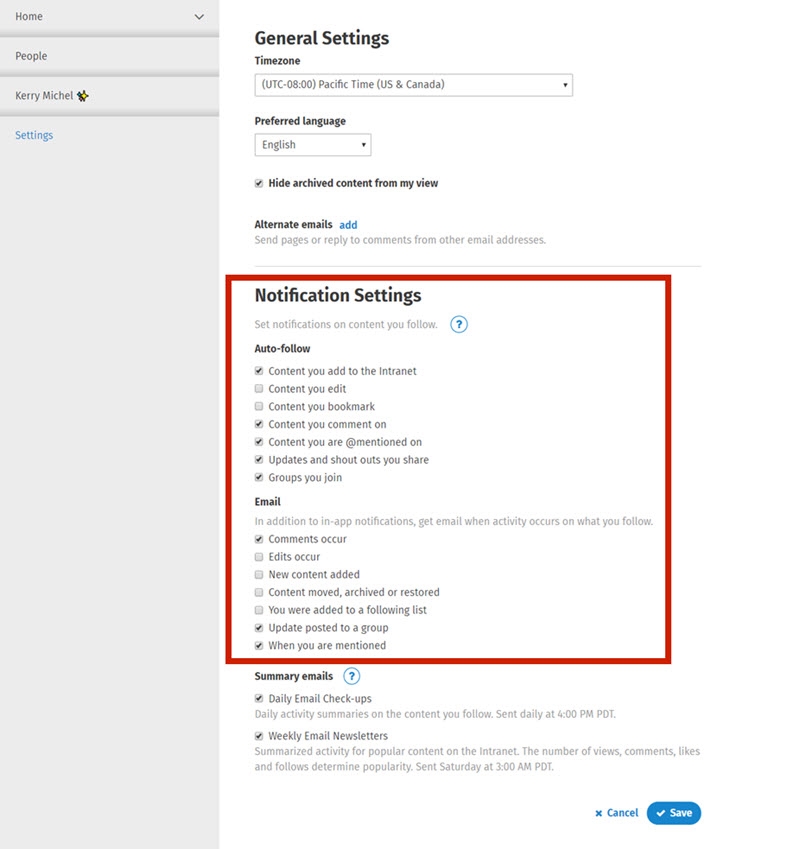 Home
People
Kerry Michel
Settings
General Settings
Timezone
(UTC-08:00) Pacific Time (US & Canada)
Preferred language
English
Hide archived content from my view
Alternate emails add
Send pages or reply to comments from other email addresses.
Notification Settings
Set notifications on content you follow. ?
Auto-follow
Content you add to the Intranet
Content you edit
Content you bookmark
Content you comment on
Content you are @mentioned on
Updates and shout outs you share
Groups you join
Email
In addition to in-app notifications, get email when activity occurs on what you follow.
Comments occur
Edits occur
New content added
Content moved, archived or restored
You were added to a following list
Update posted to a group
When you are mentioned
Summary emails ?
Daily Email Check-ups
Daily activity summaries on the content you follow. Sent daily at 4:00 PM PDT.
Weekly Email Newsletters
Summarized activity for popular content on the Intranet. The number of views, comments, likes
and follows determine popularity. Sent Saturday at 3:00 AM PDT.
Cancel Save